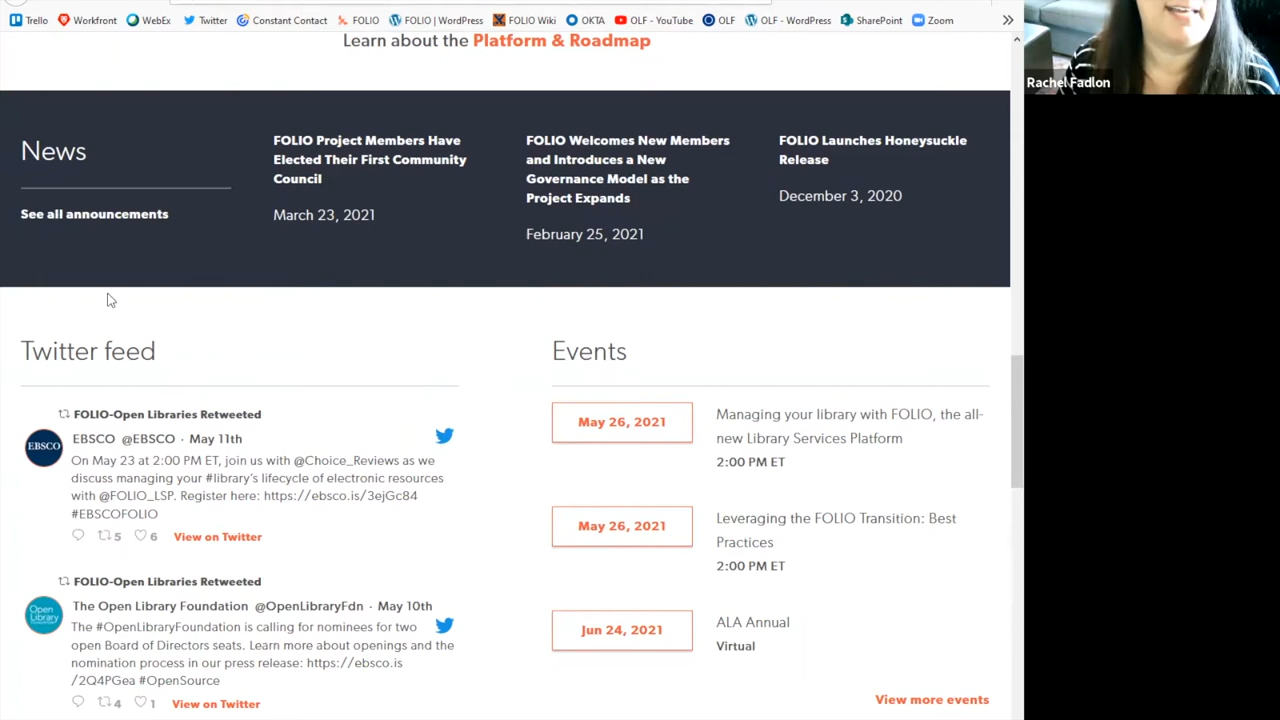 Trello Workfront WebEx Twitter Constant Contact FOLIO FOLIO | WordPress FOLIO Wiki OKTA OLF - YouTube OLF OLF - WordPress SharePoint Zoom
Learn about the Platform & Roadmap
Rachel Fadlon
News
See all announcements
FOLIO Project Members Have
Elected Their First Community
Council
March 23, 2021
FOLIO Welcomes New Members
and Introduces a New
Governance Model as the
Project Expands
February 25, 2021
FOLIO Launches Honeysuckle
Release
December 3, 2020
Twitter feed
FOLIO-Open Libraries Retweeted
EBSCO
EBSCO @EBSCO · May 11th
On May 23 at 2:00 PM ET, join us with @Choice_Reviews as we
discuss managing your #library's lifecycle of electronic resources
with @FOLIO_LSP. Register here: https://ebsco.is/3ejGc84
#EBSCOFOLIO
5 6 View on Twitter
FOLIO-Open Libraries Retweeted
Open
Library
The Open Library Foundation @OpenLibraryFdn · May 10th
The #OpenLibraryFoundation is calling for nominees for two
open Board of Directors seats. Learn more about openings and the
nomination process in our press release: https://ebsco.is
/2Q4PGea #OpenSource
4 1 View on Twitter
Events
May 26, 2021
Managing your library with FOLIO, the all-
new Library Services Platform
2:00 PM ET
May 26, 2021
Leveraging the FOLIO Transition: Best
Practices
2:00 PM ET
Jun 24, 2021
ALA Annual
Virtual
View more events